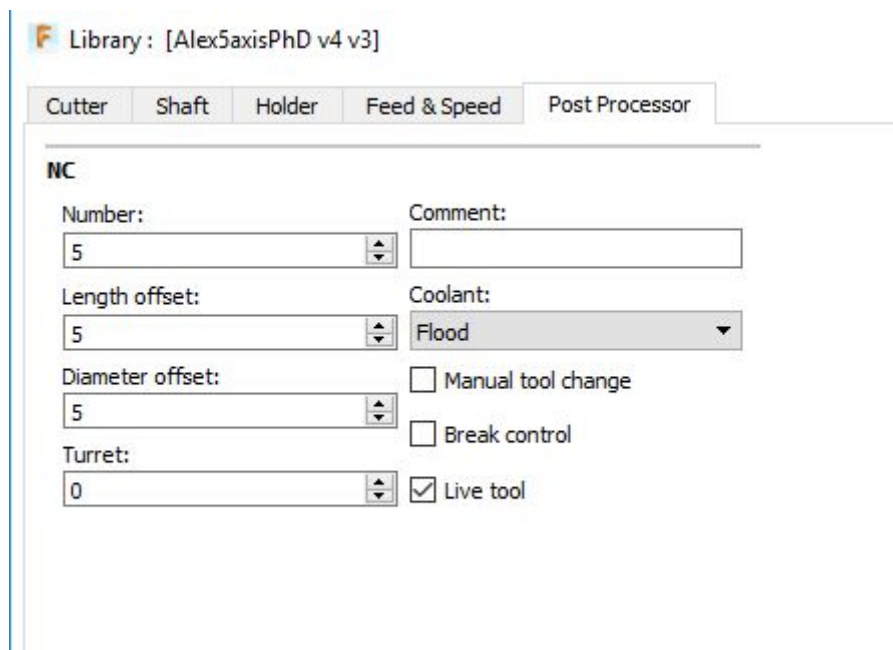 Library : [Alex5axisPhD v4 v3]
Cutter Shaft Holder Feed & Speed Post Processor
NC
Number: Comment:
5
Length offset: Coolant:
5 Flood
Diameter offset: Manual tool change
5
Break control
Turret:
0 Live tool